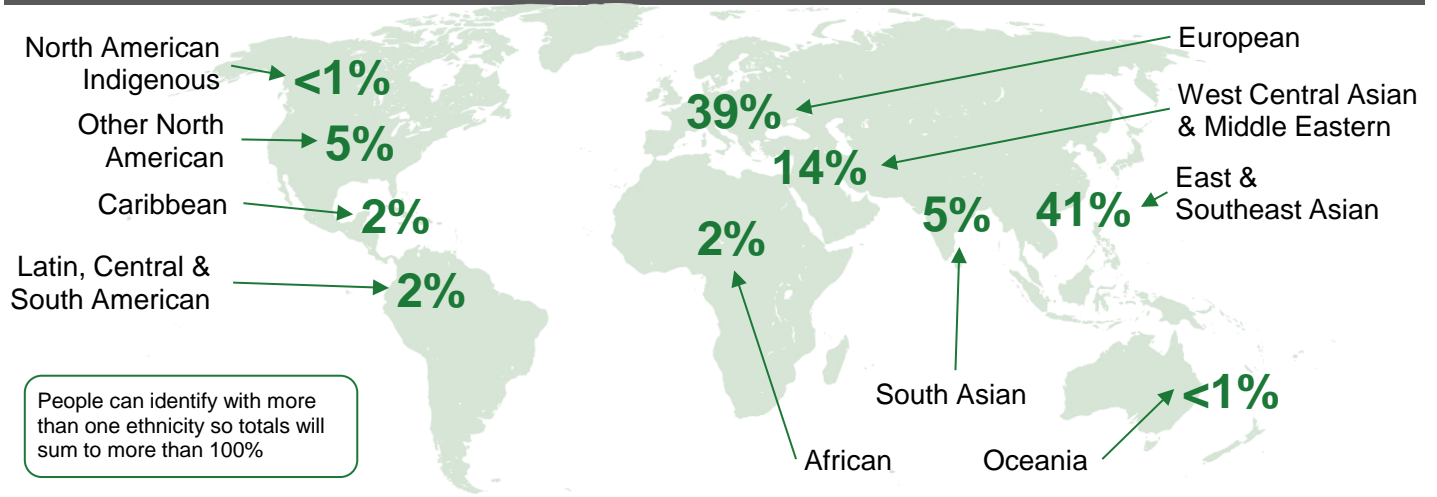 North American
Indigenous
<1%
Other North
American
5%
Caribbean
2%
Latin, Central &
South American
2%
People can identify with more
than one ethnicity so totals will
sum to more than 100%
European
39%
West Central Asian
& Middle Eastern
14%
East &
Southeast Asian
41%
5%
South Asian
2%
African
<1%
Oceania